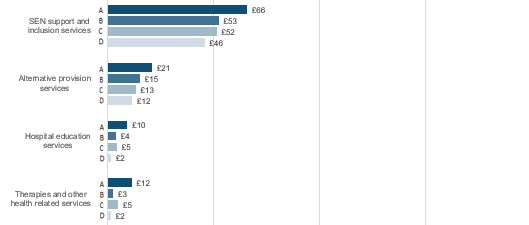 A £66
SEN support and B £53
inclusion services C £52
D £46
A £21
Alternative provision B £15
services C £13
D £12
A £10
Hospital education B £4
services C £5
D £2
A £12
Therapies and other B £3
health related services C £5
D £2